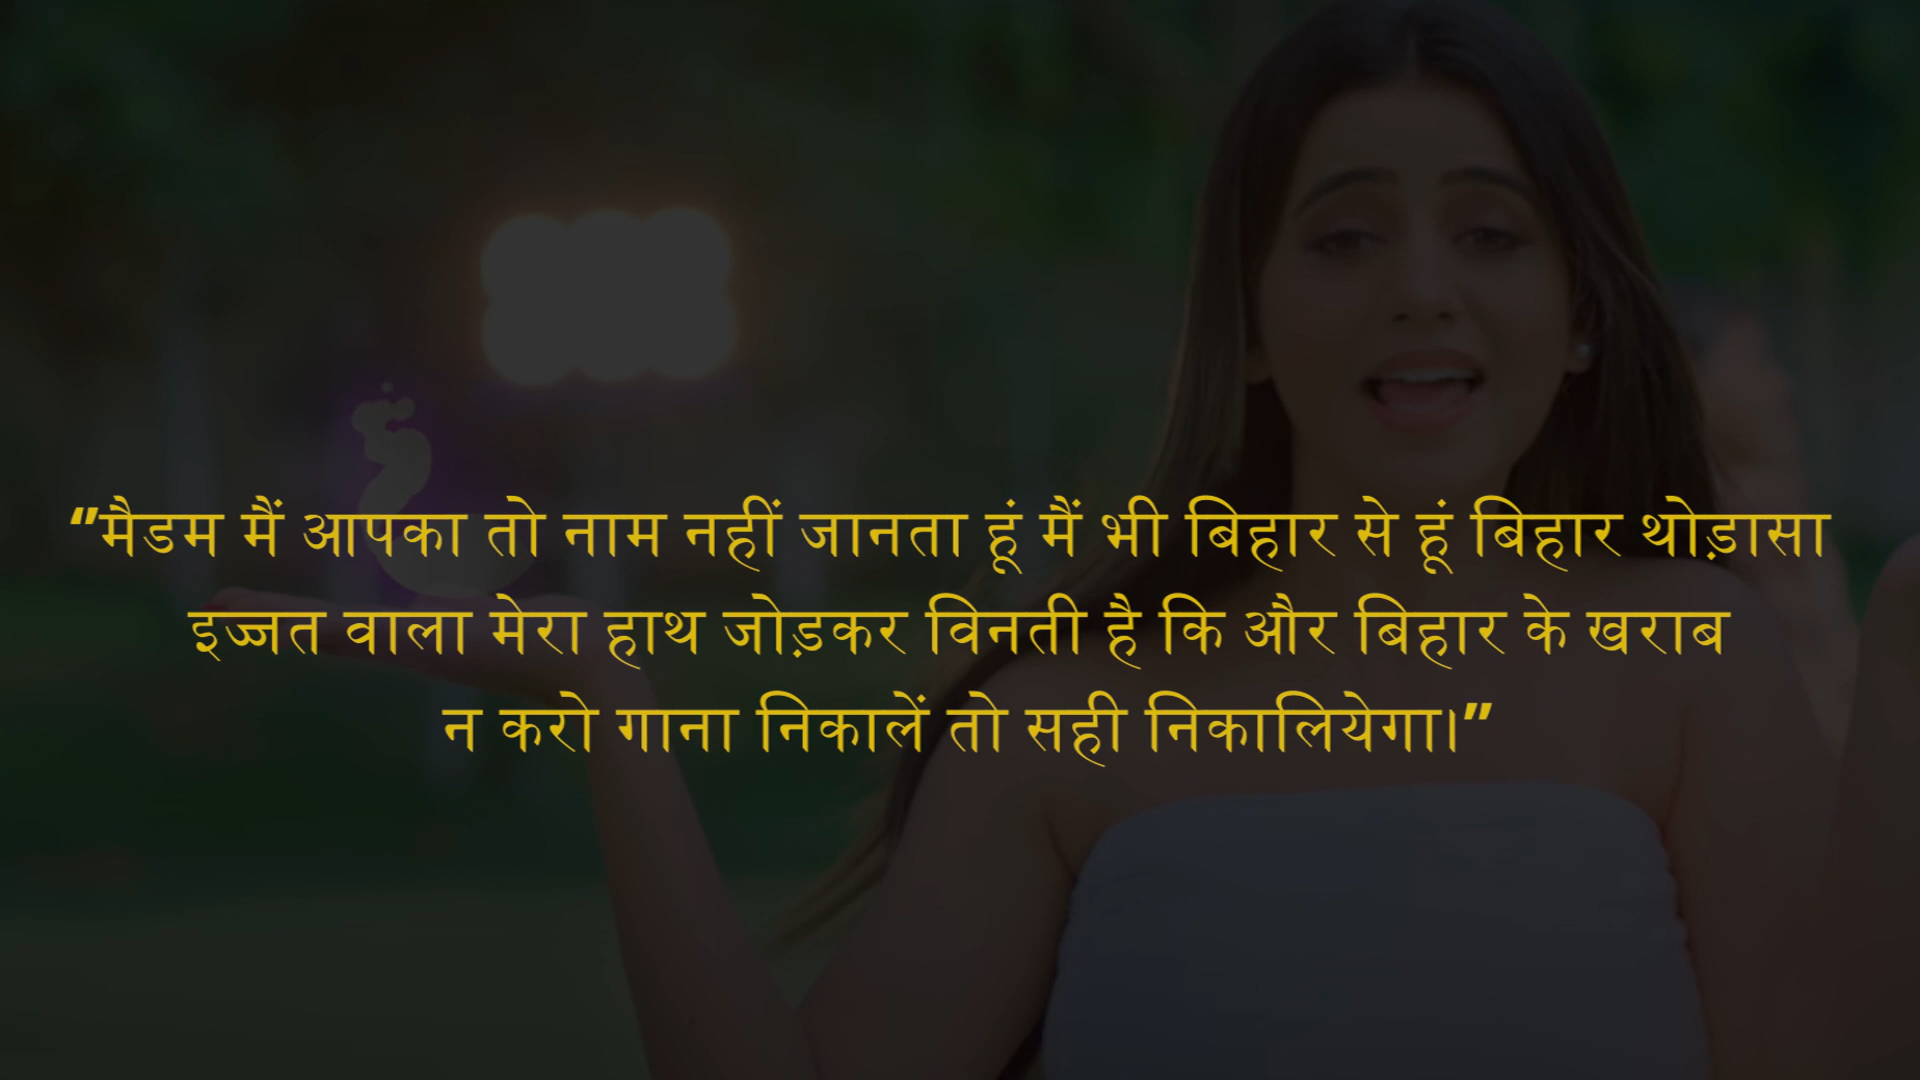 "मैडम मैं आपका तो नाम नहीं जानता हूं मैं भी बिहार से हूं बिहार थोड़ासा
इज्जत वाला मेरा हाथ जोड़कर विनती है कि और बिहार के खराब
न करो गाना निकालें तो सही निकालियेगा।"